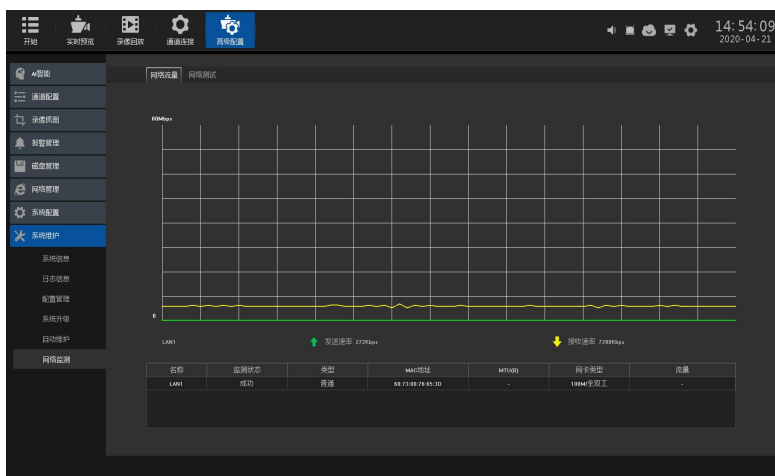 开始 实时预览 录像回放 通道连接 高级配置
14:54:09
2020-04-21
AI智能
通道配置
录像抓图
报警管理
磁盘管理
网络管理
系统配置
系统维护
系统信息
日志信息
配置管理
系统升级
自动维护
网络监测
网络流量 网络测试
80Mbps
0
LAN1 发送速率 272Kbps 接收速率 7288Kbps
名称 监测状态 类型 MAC地址 MTU(B) 网卡类型 流量
LAN1 成功 普通 - 100M/全双工 -